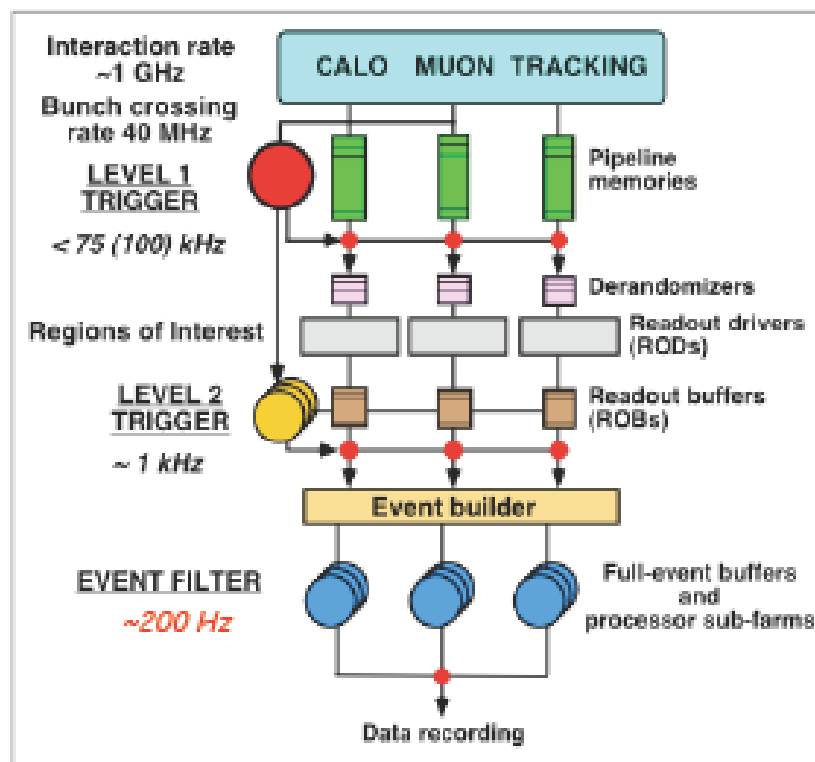 Interaction rate
~1 GHz
CALO MUON TRACKING
Bunch crossing
rate 40 MHz
LEVEL 1
TRIGGER
Pipeline
memories
< 75 (100) kHz
Derandomizers
Regions of Interest
Readout drivers
(RODs)
LEVEL 2
TRIGGER
Readout buffers
(ROBs)
~ 1 kHz
Event builder
EVENT FILTER
~200 Hz
Full-event buffers
and
processor sub-farms
Data recording